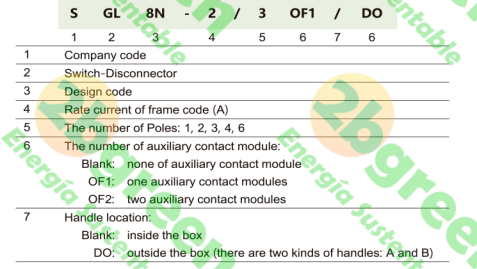 S GL 8N - 2 / 3 OF1 / DO
1 2 3 4 5 6 7 6
1 Company code
2 Switch-Disconnector
3 Design code
4 Rate current of frame code (A)
5 The number of Poles: 1, 2, 3, 4, 6
6 The number of auxiliary contact module:
Blank: none of auxiliary contact module
OF1: one auxiliary contact modules
OF2: two auxiliary contact modules
7 Handle location:
Blank: inside the box
DO: outside the box (there are two kinds of handles: A and B)
2bgreen
Energía Sustentable
2bgreen
Energía Sustentable